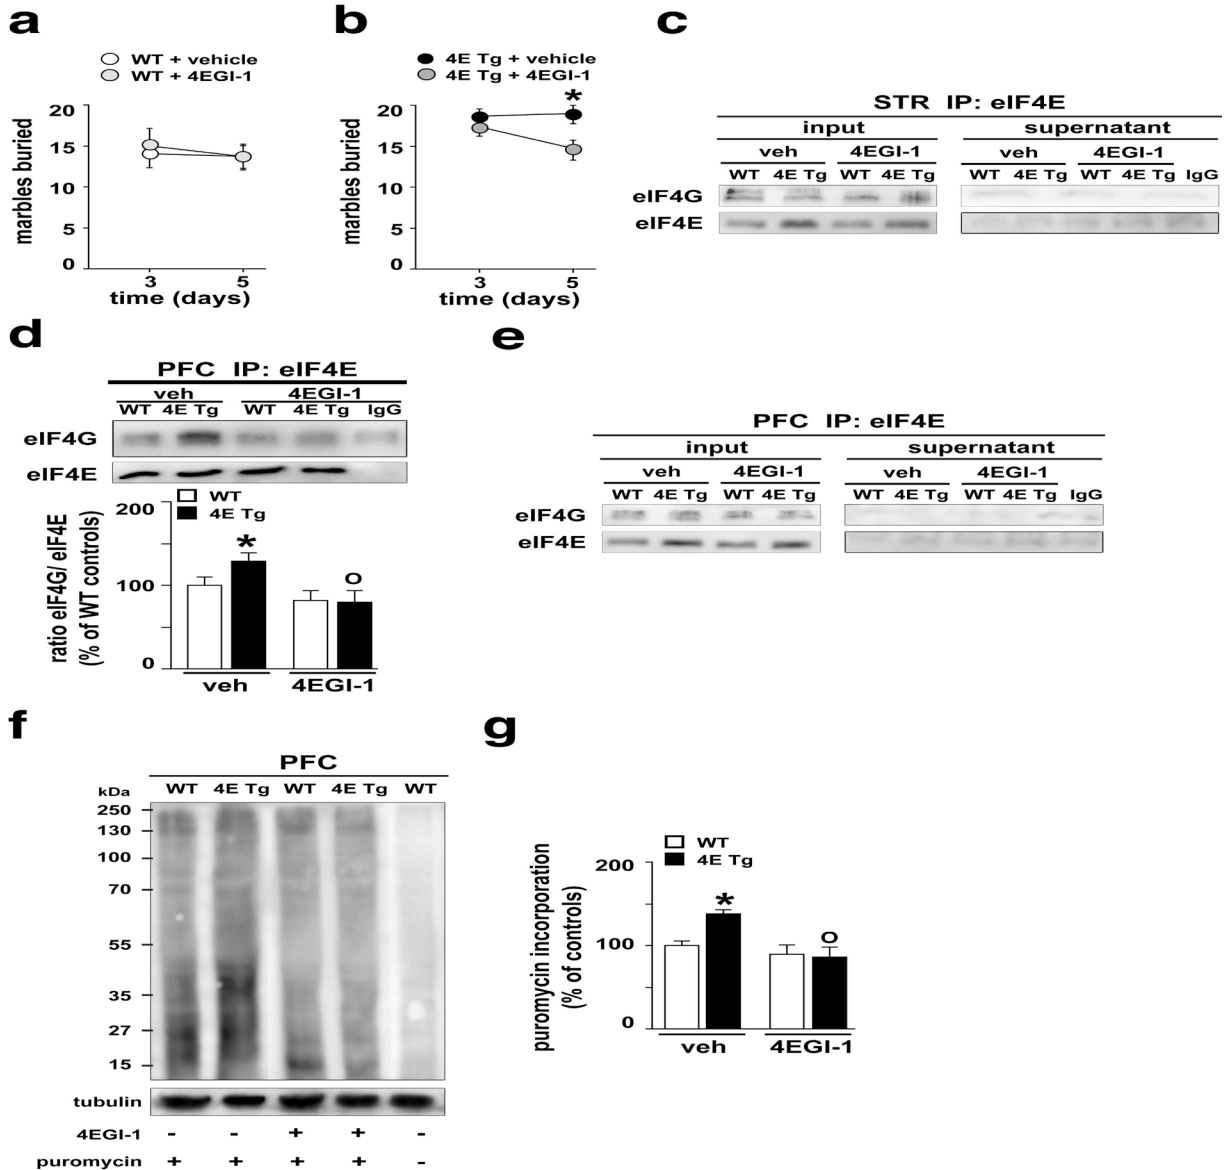 a
WT + vehicle
WT + 4EGI-1
marbles buried
20
15
10
5
0
3 5
time (days)
b
4E Tg + vehicle
4E Tg + 4EGI-1
marbles buried
20
15
10
5
0
*
3 5
time (days)
c
STR IP: eIF4E
input supernatant
veh 4EGI-1 veh 4EGI-1
WT 4E Tg WT 4E Tg WT 4E Tg WT 4E Tg IgG
eIF4G
eIF4E
d
PFC IP: eIF4E
veh 4EGI-1
WT 4E Tg WT 4E Tg IgG
eIF4G
eIF4E
WT
4E Tg
ratio eIF4G/ eIF4E
(% of WT controls)
200
100
0
* O
veh 4EGI-1
e
PFC IP: eIF4E
input supernatant
veh 4EGI-1 veh 4EGI-1
WT 4E Tg WT 4E Tg WT 4E Tg WT 4E Tg IgG
eIF4G
eIF4E
f
PFC
kDa WT 4E Tg WT 4E Tg WT
250
130
100
70
55
35
27
15
tubulin
4EGI-1 - - + + -
puromycin + + + + -
g
WT
4E Tg
puromycin incorporation
(% of controls)
200
100
0
* O
veh 4EGI-1